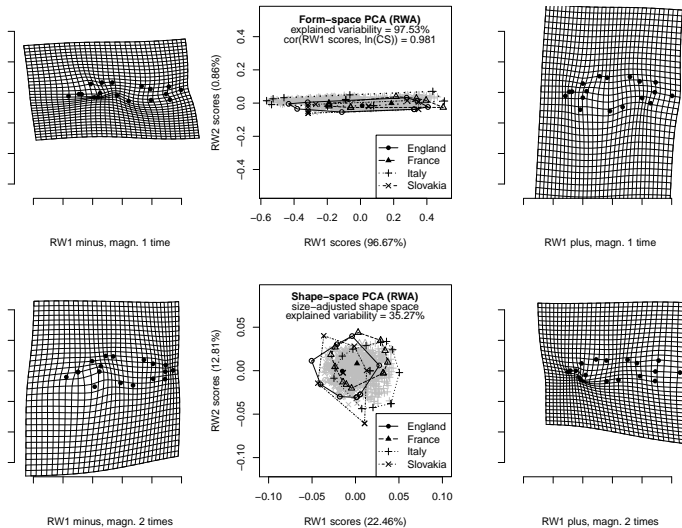 Form−space PCA (RWA)
explained variability = 97.53%
cor(RW1 scores, ln(CS)) = 0.981
RW2 scores (0.86%)
0.4
0.2
0.0
−0.2
−0.4
England
France
Italy
Slovakia
−0.6 −0.4 −0.2 0.0 0.2 0.4
RW1 minus, magn. 1 time
RW1 scores (96.67%)
RW1 plus, magn. 1 time
Shape−space PCA (RWA)
size−adjusted shape space
explained variability = 35.27%
RW2 scores (12.81%)
0.05
0.00
−0.05
−0.10
England
France
Italy
Slovakia
−0.10 −0.05 0.00 0.05 0.10
RW1 minus, magn. 2 times
RW1 scores (22.46%)
RW1 plus, magn. 2 times